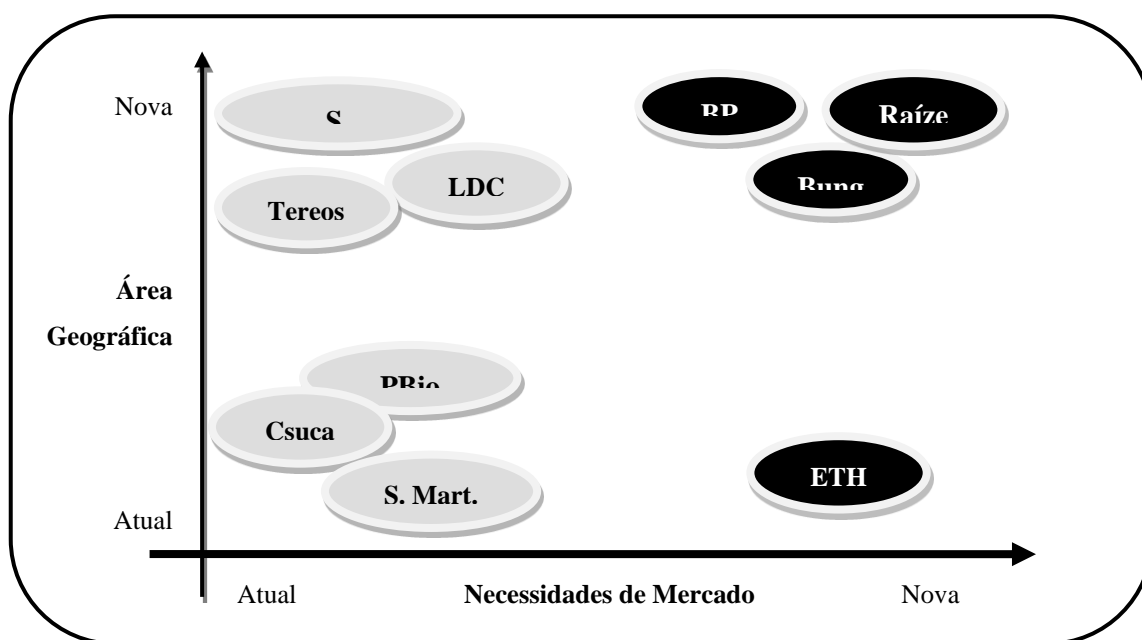 Nova
S.
BP
Raíze
LDC
Bung
Tereos
Área
Geográfica
PBio
Csuca
S. Mart.
ETH
Atual
Atual Necessidades de Mercado Nova